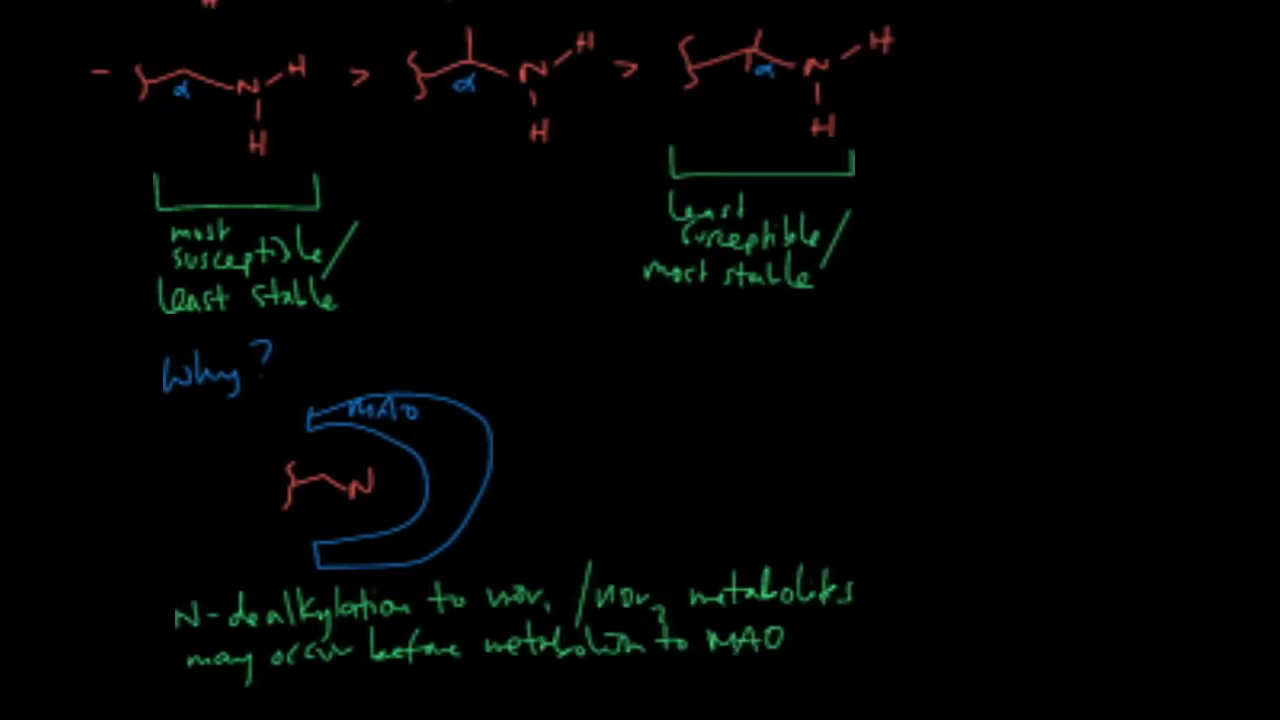 H
N H > N H > N H
α α α
H H H
most
susceptible/
least stable
least
susceptible/
most stable
Why?
MAO
N
N-dealkylation to nor, /nor2 metabolites
may occur before metabolism to MAO